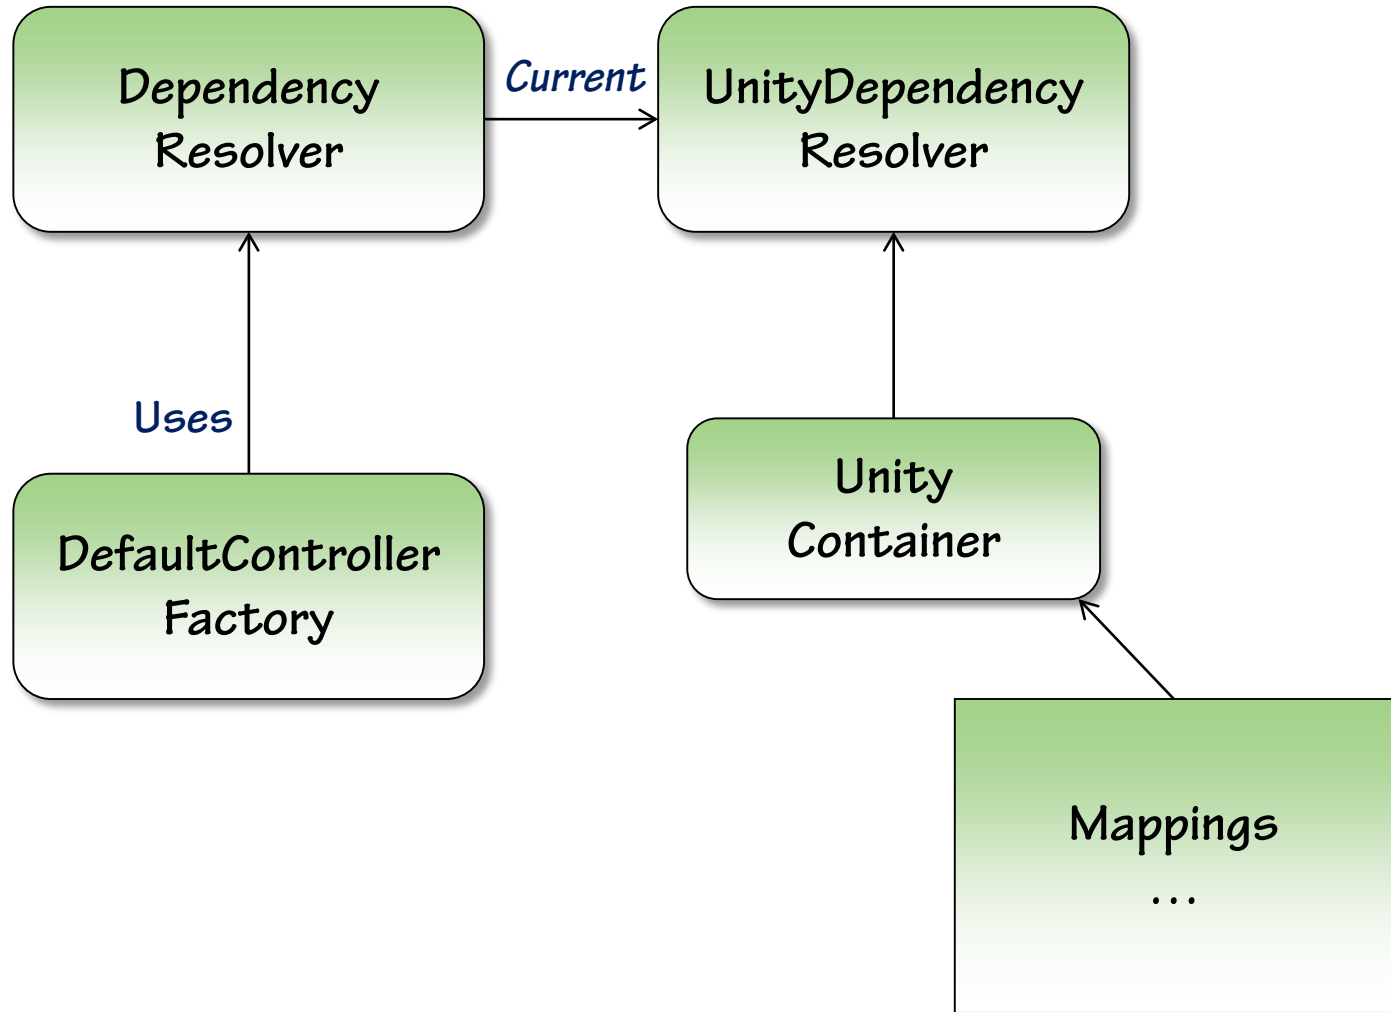 Dependency
Resolver
Current
UnityDependency
Resolver
Uses
DefaultController
Factory
Unity
Container
Mappings
...